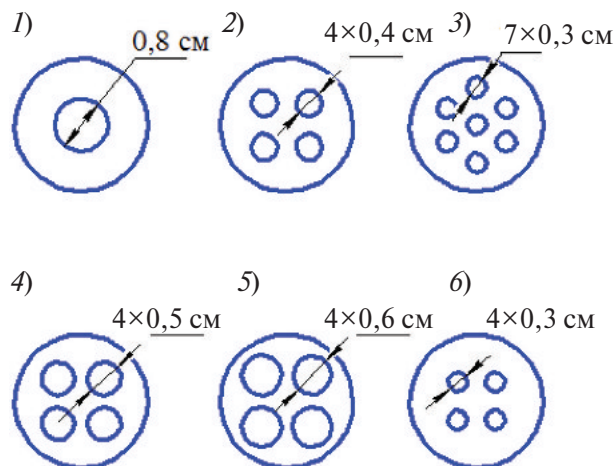 1) 0,8 см
2) 4×0,4 см
3) 7×0,3 см
4) 4×0,5 см
5) 4×0,6 см
6) 4×0,3 см